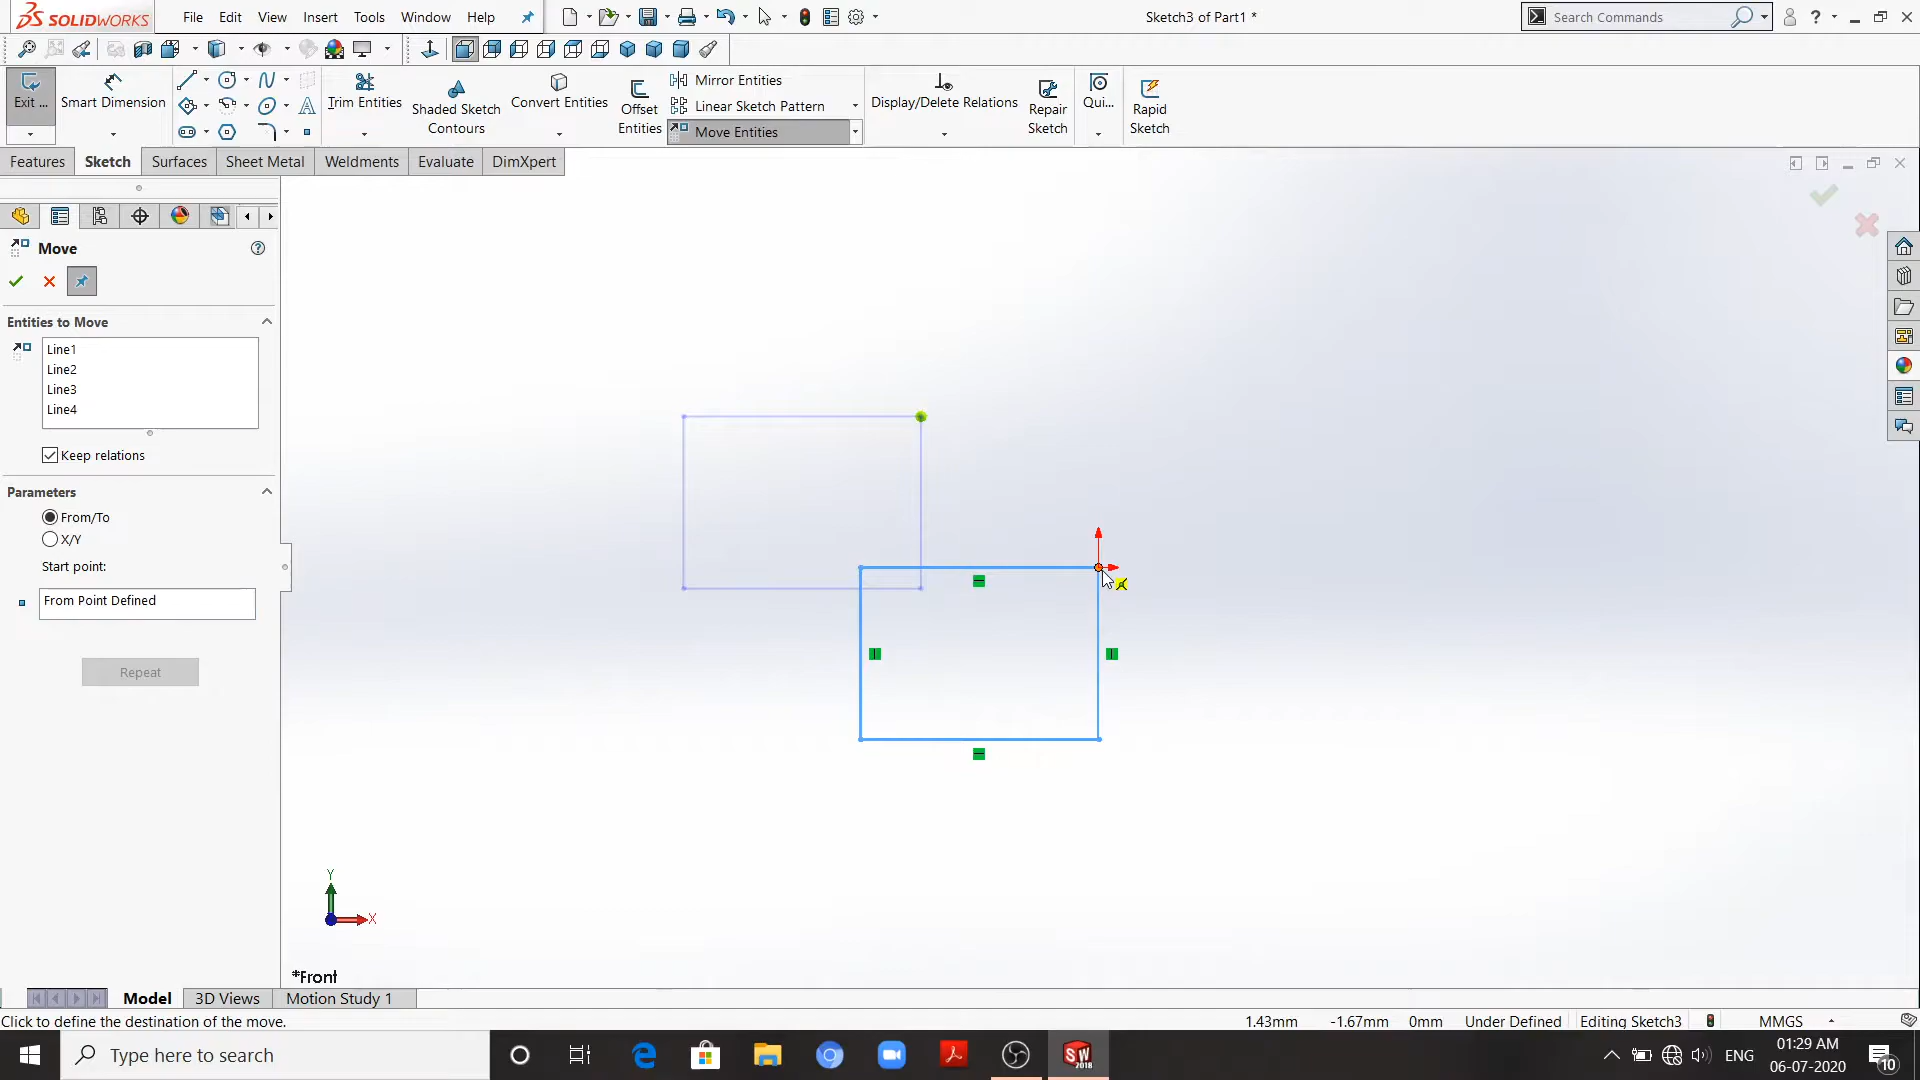 SOLIDWORKS
File Edit View Insert Tools Window Help
Sketch3 of Part1 *
Search Commands
Exit ...
Smart Dimension
Trim Entities
Shaded Sketch Contours
Convert Entities
Offset Entities
Mirror Entities
Linear Sketch Pattern
Move Entities
Display/Delete Relations
Repair Sketch
Qui...
Rapid Sketch
Features Sketch Surfaces Sheet Metal Weldments Evaluate DimXpert
Move
Entities to Move
Line1
Line2
Line3
Line4
Keep relations
Parameters
From/To
X/Y
Start point:
From Point Defined
Repeat
Y
X
*Front
Model 3D Views Motion Study 1
Click to define the destination of the move.
1.43mm -1.67mm 0mm Under Defined Editing Sketch3 MMGS
Type here to search
SW 2018
ENG
01:29 AM
06-07-2020
10